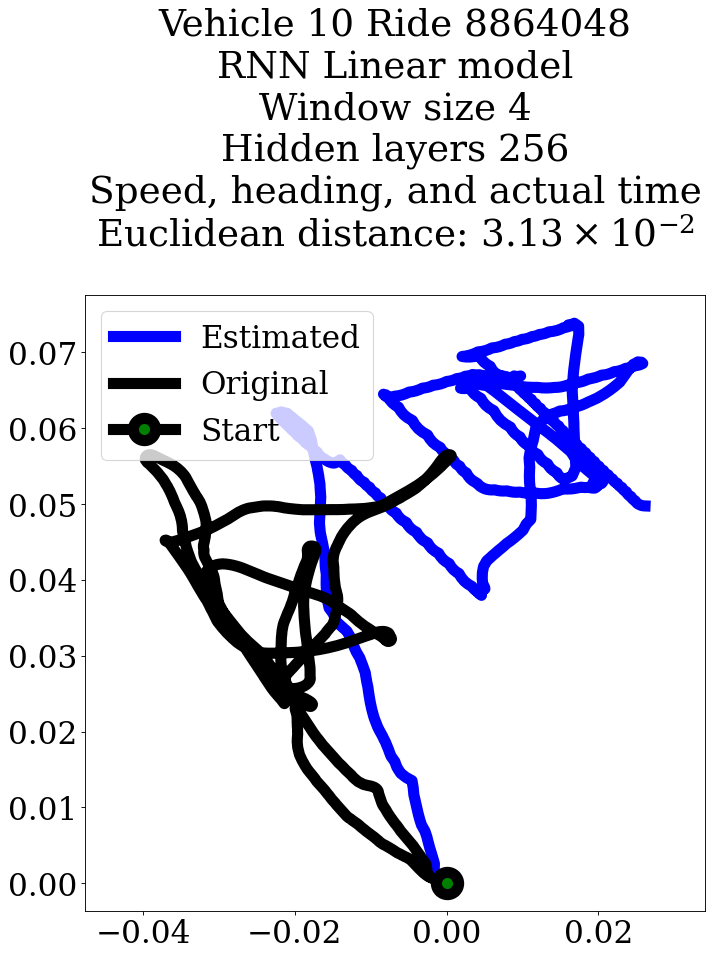 Vehicle 10 Ride 8864048
RNN Linear model
Window size 4
Hidden layers 256
Speed, heading, and actual time
Euclidean distance: 3.13 × 10⁻²
Estimated
Original
Start
0.07
0.06
0.05
0.04
0.03
0.02
0.01
0.00
−0.04 −0.02 0.00 0.02